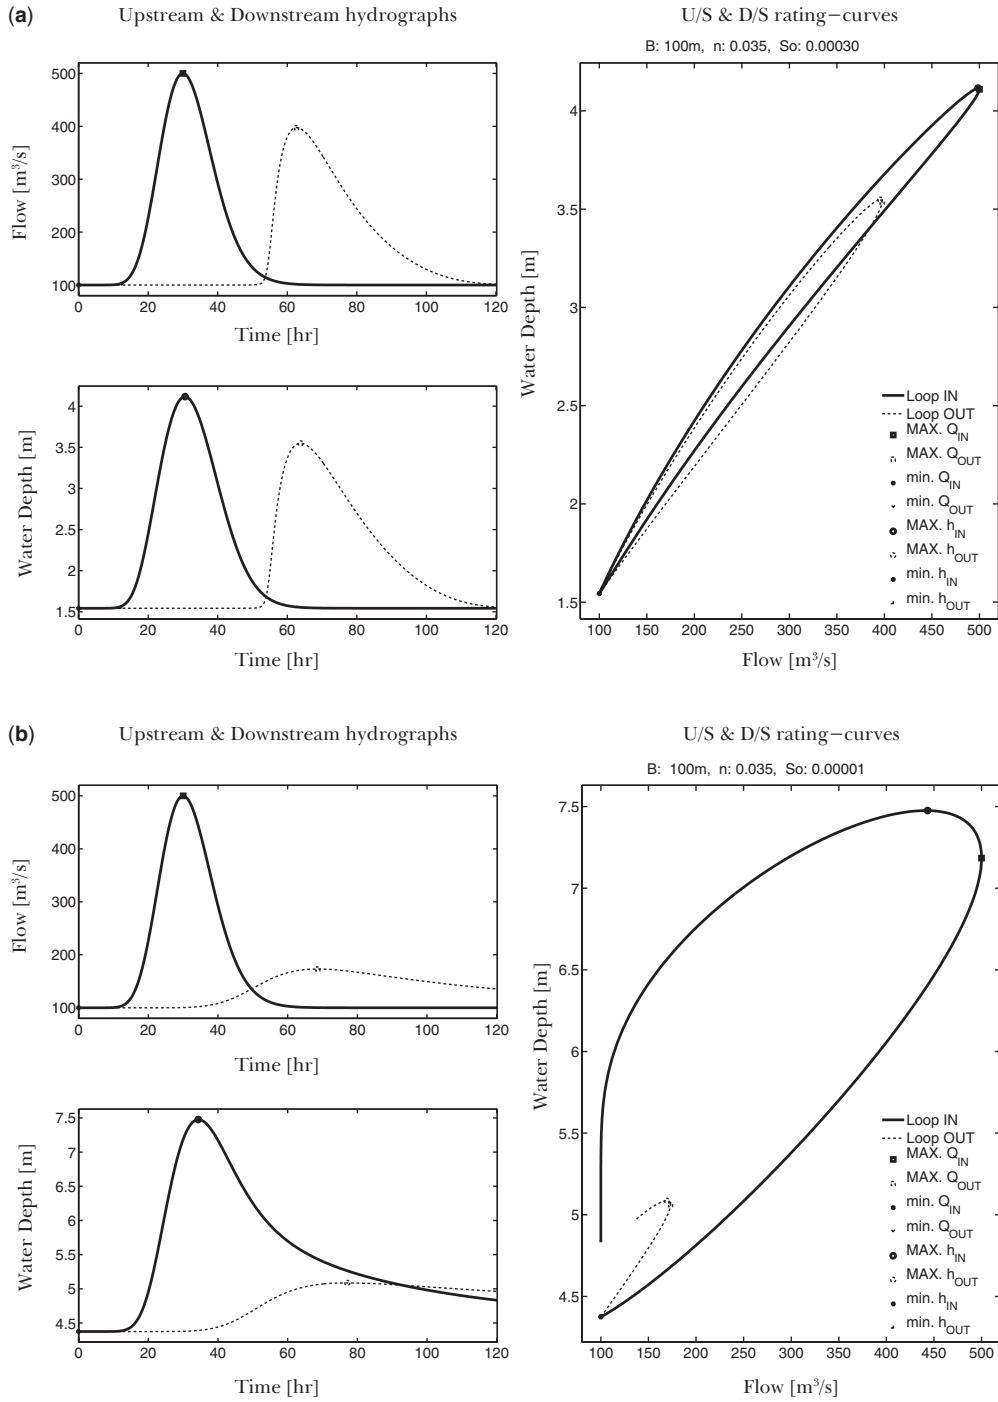 (a)
Upstream & Downstream hydrographs
U/S & D/S rating−curves
B: 100m, n: 0.035, So: 0.00030
500
400
300
200
100
0
20
40
60
80
100
120
Flow [m³/s]
Time [hr]
4
3.5
3
2.5
2
1.5
0
20
40
60
80
100
120
Water Depth [m]
Time [hr]
4
3.5
3
2.5
2
1.5
100
150
200
250
300
350
400
450
500
Water Depth [m]
Flow [m³/s]
Loop IN
Loop OUT
MAX. Q_IN
MAX. Q_OUT
min. Q_IN
min. Q_OUT
MAX. h_IN
MAX. h_OUT
min. h_IN
min. h_OUT
(b)
Upstream & Downstream hydrographs
U/S & D/S rating−curves
B: 100m, n: 0.035, So: 0.00001
500
400
300
200
100
0
20
40
60
80
100
120
Flow [m³/s]
Time [hr]
7.5
7
6.5
6
5.5
5
4.5
0
20
40
60
80
100
120
Water Depth [m]
Time [hr]
7.5
7
6.5
6
5.5
5
4.5
100
150
200
250
300
350
400
450
500
Water Depth [m]
Flow [m³/s]
Loop IN
Loop OUT
MAX. Q_IN
MAX. Q_OUT
min. Q_IN
min. Q_OUT
MAX. h_IN
MAX. h_OUT
min. h_IN
min. h_OUT